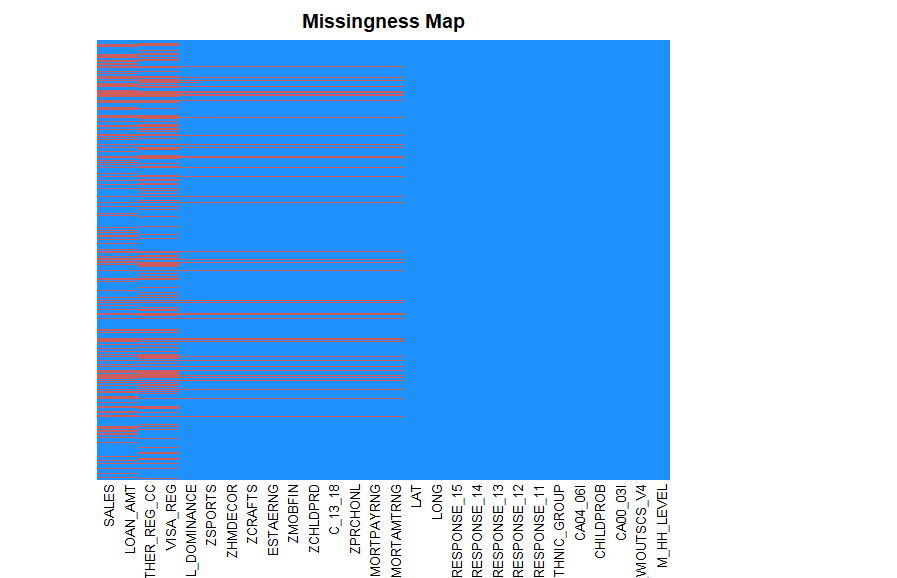 Missingness Map
SALES
LOAN_AMT
THER_REG_CC
VISA_REG
L_DOMINANCE
ZSPORTS
ZHMDECOR
ZCRAFTS
ESTAERNG
ZMOBFIN
ZCHLDPRD
C_13_18
ZPRCHONL
MORTPAYRNG
MORTAMTRNG
LAT
LONG
RESPONSE_15
RESPONSE_14
RESPONSE_13
RESPONSE_12
RESPONSE_11
THNIC_GROUP
CA04_06I
CHILDPROB
CA00_03I
WIOUTSCS_V4
M_HH_LEVEL